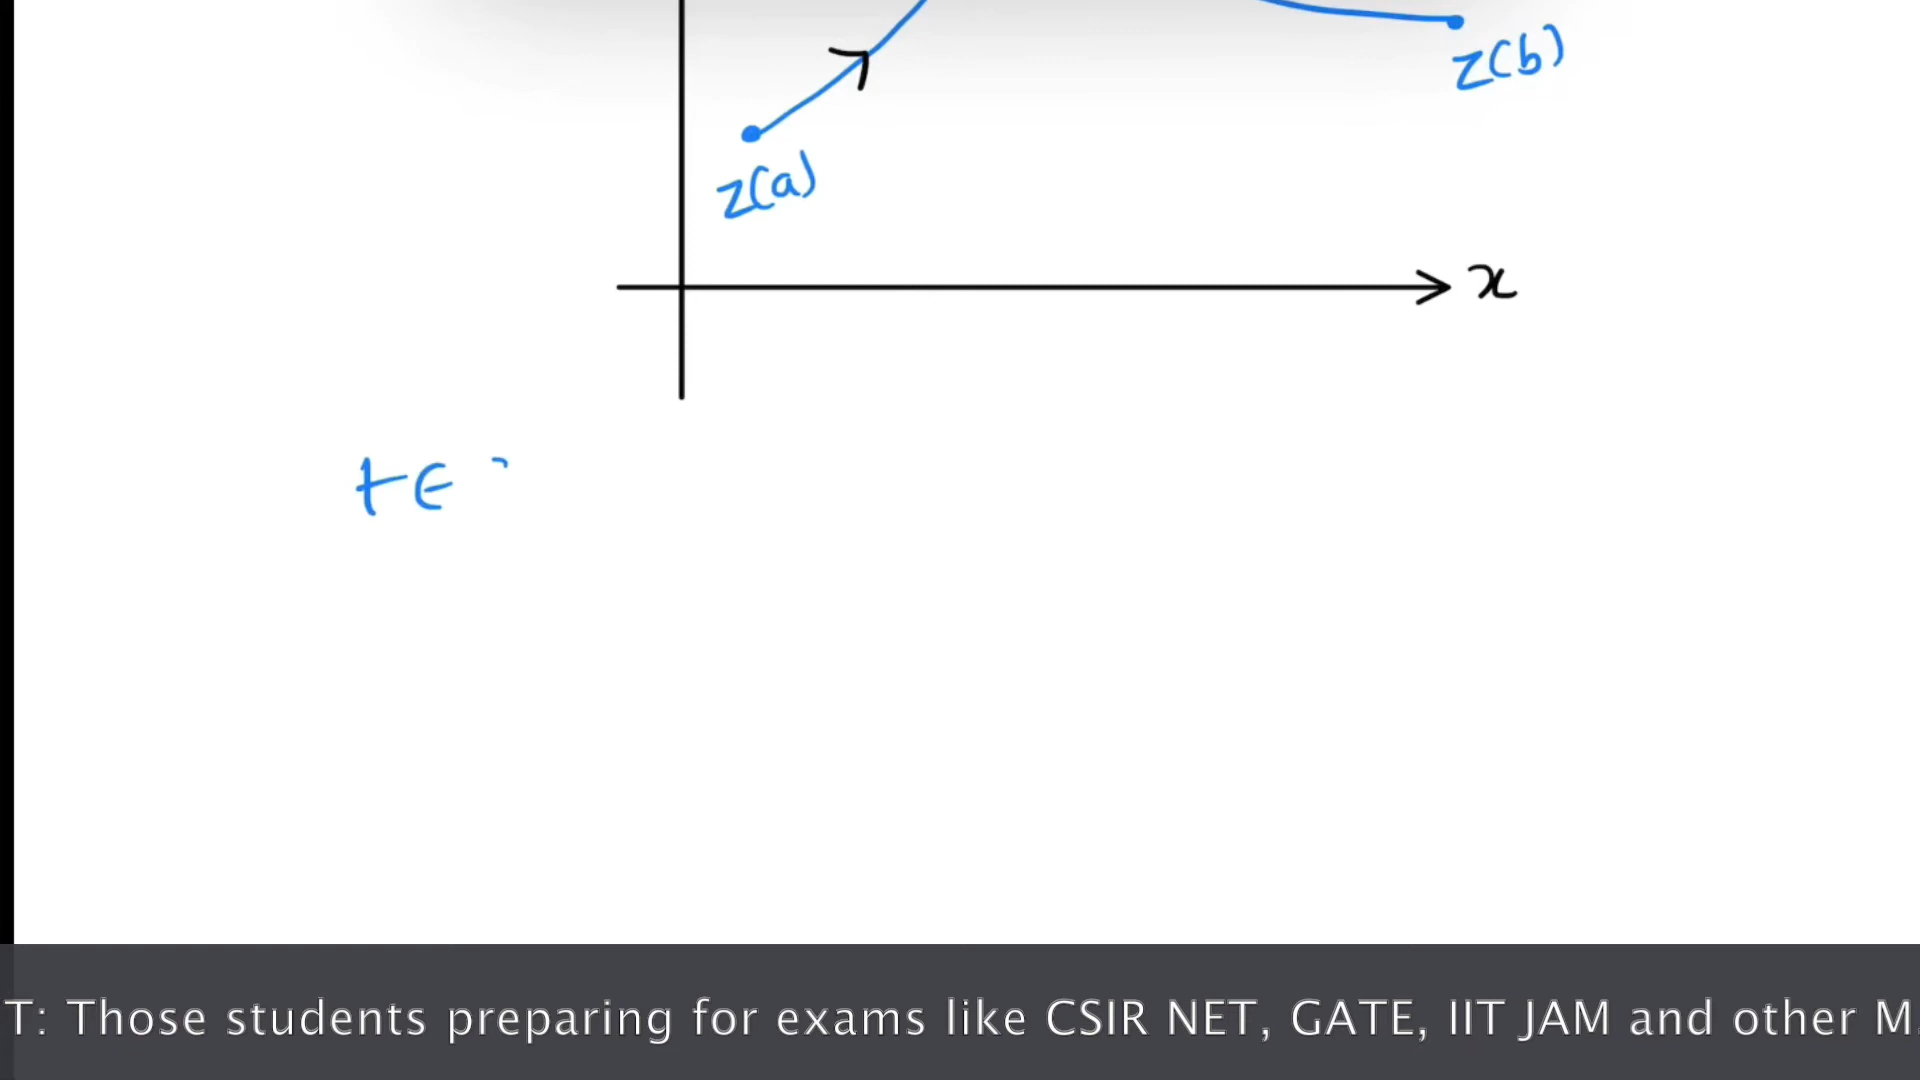 z(b)
z(a)
x
t∈
T: Those students preparing for exams like CSIR NET, GATE, IIT JAM and other M